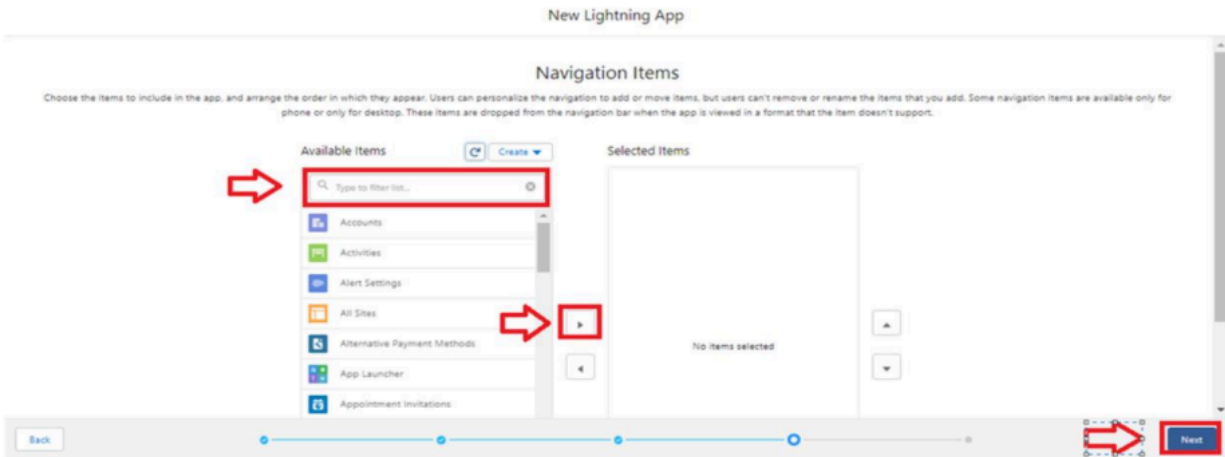 New Lightning App
Navigation Items
Choose the items to include in the app, and arrange the order in which they appear. Users can personalize the navigation to add or move items, but users can't remove or rename the items that you add. Some navigation items are available only for
phone or only for desktop. These items are dropped from the navigation bar when the app is viewed in a format that the item doesn't support.
Available Items
Create
Selected Items
Type to filter list...
Accounts
Activities
Alert Settings
All Sites
Alternative Payment Methods
No items selected
App Launcher
Appointment Invitations
Back
Next